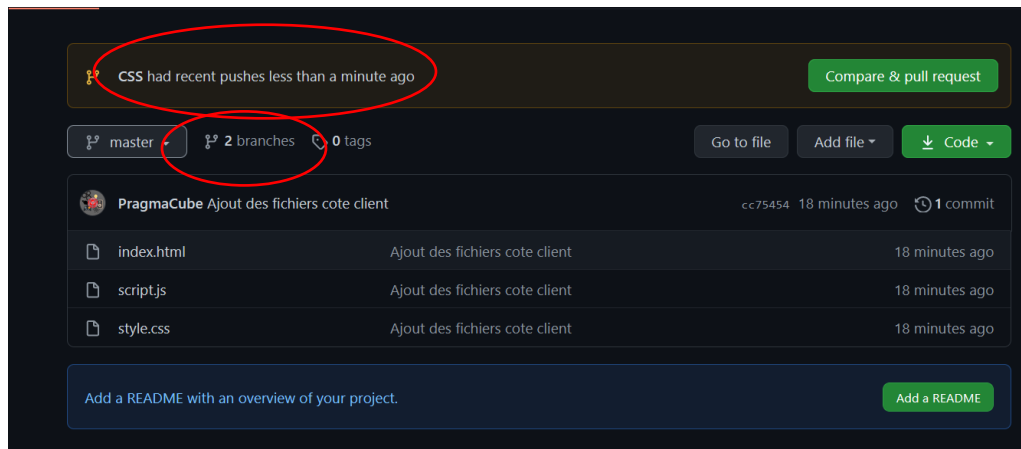 CSS had recent pushes less than a minute ago Compare & pull request
master 2 branches 0 tags Go to file Add file Code
PragmaCube Ajout des fichiers cote client cc75454 18 minutes ago 1 commit
index.html Ajout des fichiers cote client 18 minutes ago
script.js Ajout des fichiers cote client 18 minutes ago
style.css Ajout des fichiers cote client 18 minutes ago
Add a README with an overview of your project. Add a README